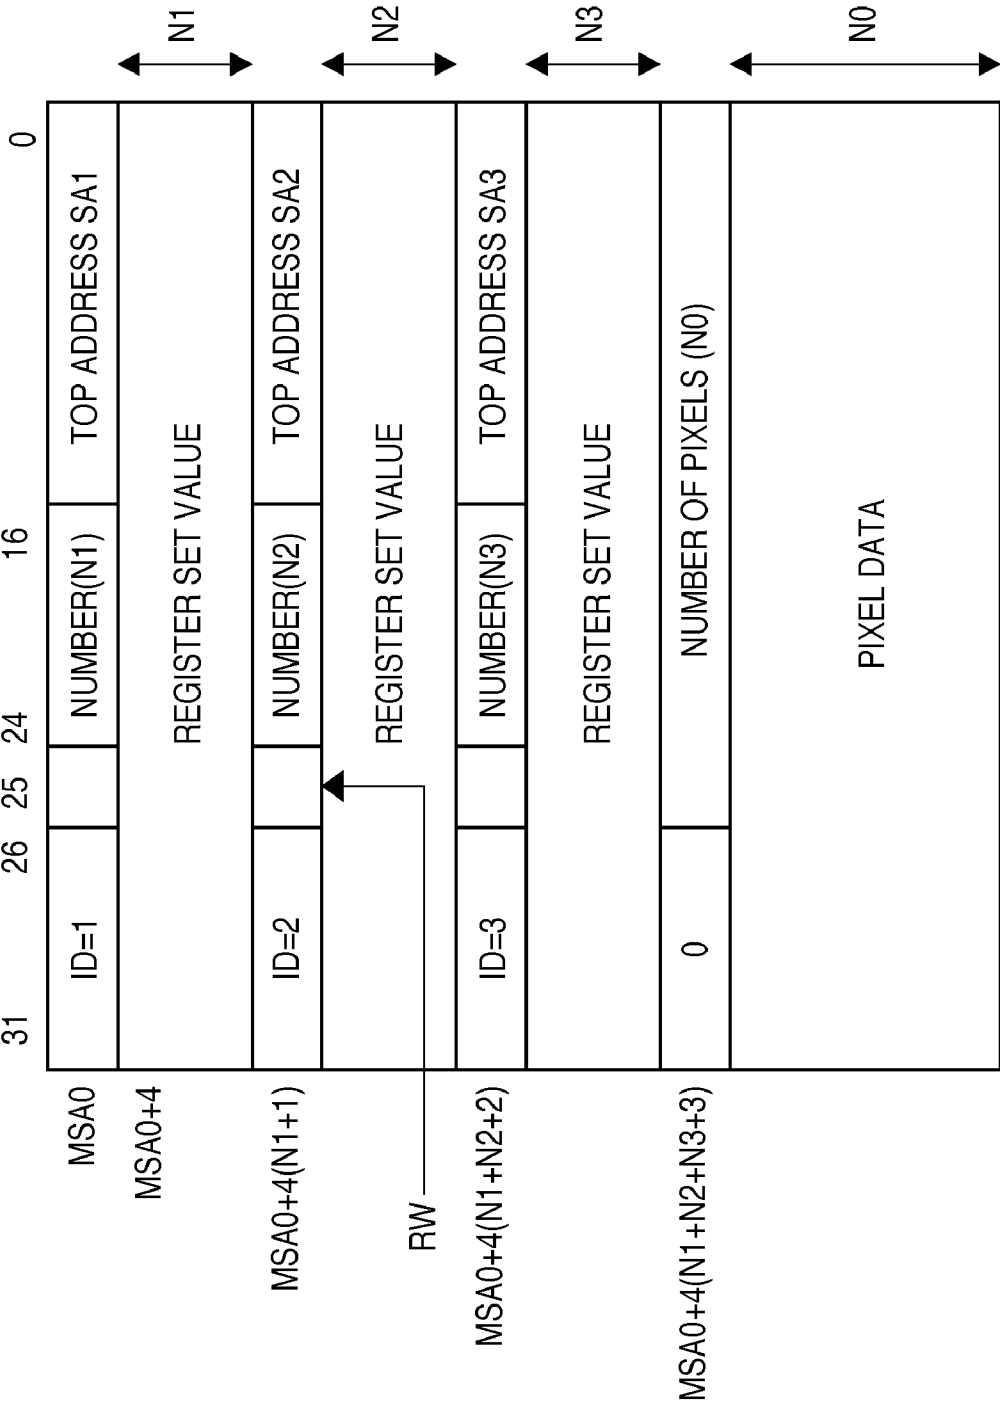 31 26 25 24 16 0
MSA0 ID=1 NUMBER(N1) TOP ADDRESS SA1
MSA0+4 REGISTER SET VALUE N1
MSA0+4(N1+1) ID=2 NUMBER(N2) TOP ADDRESS SA2
REGISTER SET VALUE N2
RW
MSA0+4(N1+N2+2) ID=3 NUMBER(N3) TOP ADDRESS SA3
REGISTER SET VALUE N3
MSA0+4(N1+N2+N3+3) 0 NUMBER OF PIXELS (N0)
PIXEL DATA N0